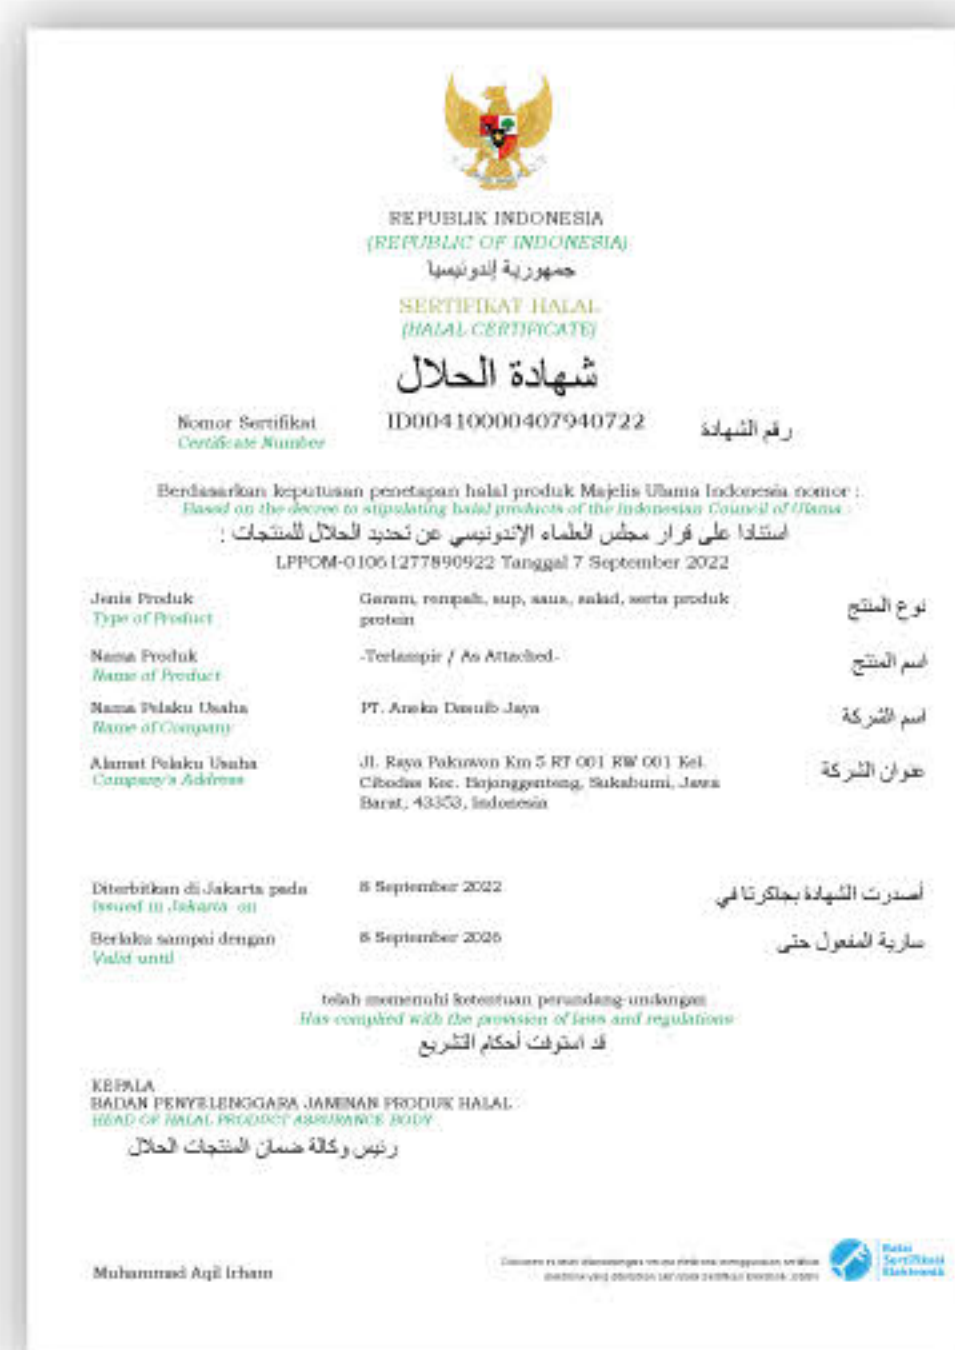 REPUBLIK INDONESIA
(REPUBLIC OF INDONESIA)
جمهورية إندونيسيا
SERTIFIKAT HALAL
(HALAL CERTIFICATE)
شهادة الحلال
Nomor Sertifikat ID00410000407940722 رقم الشهادة
Certificate Number
Berdasarkan keputusan penetapan halal produk Majelis Ulama Indonesia nomor :
Based on the decree to stipulating halal products of the Indonesian Council of Ulama
استنادا على قرار مجلس العلماء الإندونيسي عن تحديد الحلال للمنتجات :
LPPOM-01061277890922 Tanggal 7 September 2022
Jenis Produk Garam, rempah, sup, saus, salad, serta produk نوع المنتج
Type of Product protein
Nama Produk -Terlampir / As Attached- اسم المنتج
Name of Product
Nama Pelaku Usaha PT. Aneka Dasuib Jaya اسم الشركة
Name of Company
Alamat Pelaku Usaha Jl. Raya Pakuwon Km 5 RT 001 RW 001 Kel. عنوان الشركة
Company's Address Cibodas Kec. Bojonggenteng, Sukabumi, Jawa
Barat, 43353, Indonesia
Diterbitkan di Jakarta pada 8 September 2022 أصدرت الشهادة بجاكرتا في
Issued in Jakarta on
Berlaku sampai dengan 8 September 2026 سارية المفعول حتى
Valid until
telah memenuhi ketentuan perundang-undangan
Has complied with the provision of laws and regulations
قد استوفت أحكام التشريع
KEPALA
BADAN PENYELENGGARA JAMINAN PRODUK HALAL
HEAD OF HALAL PRODUCT ASSURANCE BODY
رئيس وكالة ضمان المنتجات الحلال
Muhammad Aqil Irham
Balai
Sertifikasi
Elektronik